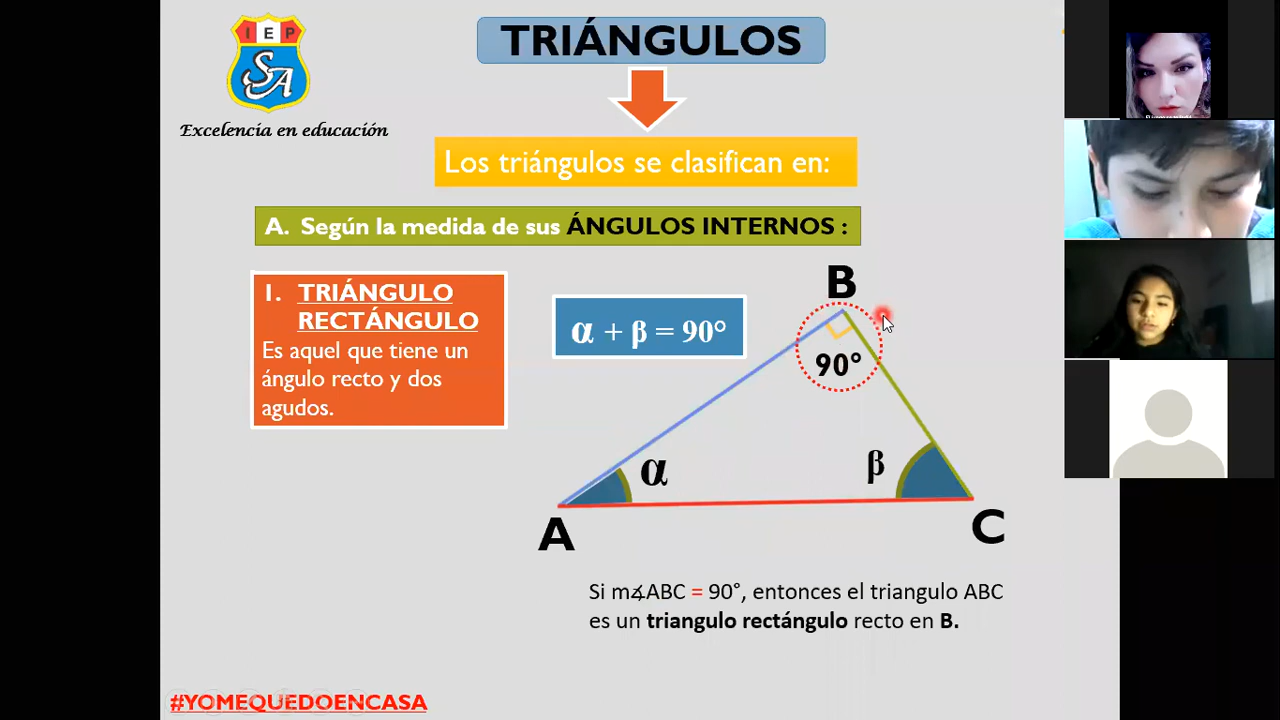 I E P
SA
Excelencia en educación
TRIÁNGULOS
Los triángulos se clasifican en:
A. Según la medida de sus ÁNGULOS INTERNOS :
1. TRIÁNGULO
RECTÁNGULO
Es aquel que tiene un
ángulo recto y dos
agudos.
α + β = 90°
B
90°
α
β
A
C
Si m∡ABC = 90°, entonces el triangulo ABC
es un triangulo rectángulo recto en B.
#YOMEQUEDOENCASA